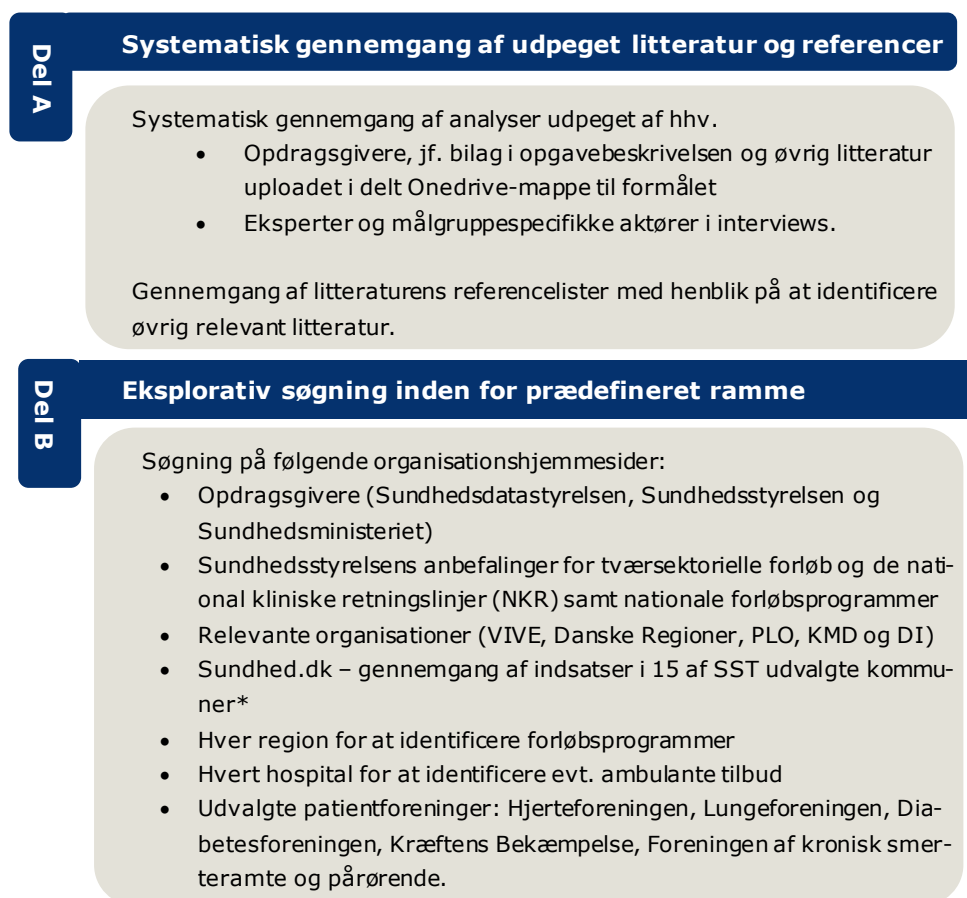 Del A
Systematisk gennemgang af udpeget litteratur og referencer
Systematisk gennemgang af analyser udpeget af hhv.
• Opdragsgivere, jf. bilag i opgavebeskrivelsen og øvrig litteratur
uploadet i delt Onedrive-mappe til formålet
• Eksperter og målgruppespecifikke aktører i interviews.
Gennemgang af litteraturens referencelister med henblik på at identificere
øvrig relevant litteratur.
Del B
Eksplorativ søgning inden for prædefineret ramme
Søgning på følgende organisationshjemmesider:
• Opdragsgivere (Sundhedsdatastyrelsen, Sundhedsstyrelsen og
Sundhedsministeriet)
• Sundhedsstyrelsens anbefalinger for tværsektorielle forløb og de nati-
onal kliniske retningslinjer (NKR) samt nationale forløbsprogrammer
• Relevante organisationer (VIVE, Danske Regioner, PLO, KMD og DI)
• Sundhed.dk – gennemgang af indsatser i 15 af SST udvalgte kommu-
ner*
• Hver region for at identificere forløbsprogrammer
• Hvert hospital for at identificere evt. ambulante tilbud
• Udvalgte patientforeninger: Hjerteforeningen, Lungeforeningen, Dia-
betesforeningen, Kræftens Bekæmpelse, Foreningen af kronisk smer-
teramte og pårørende.